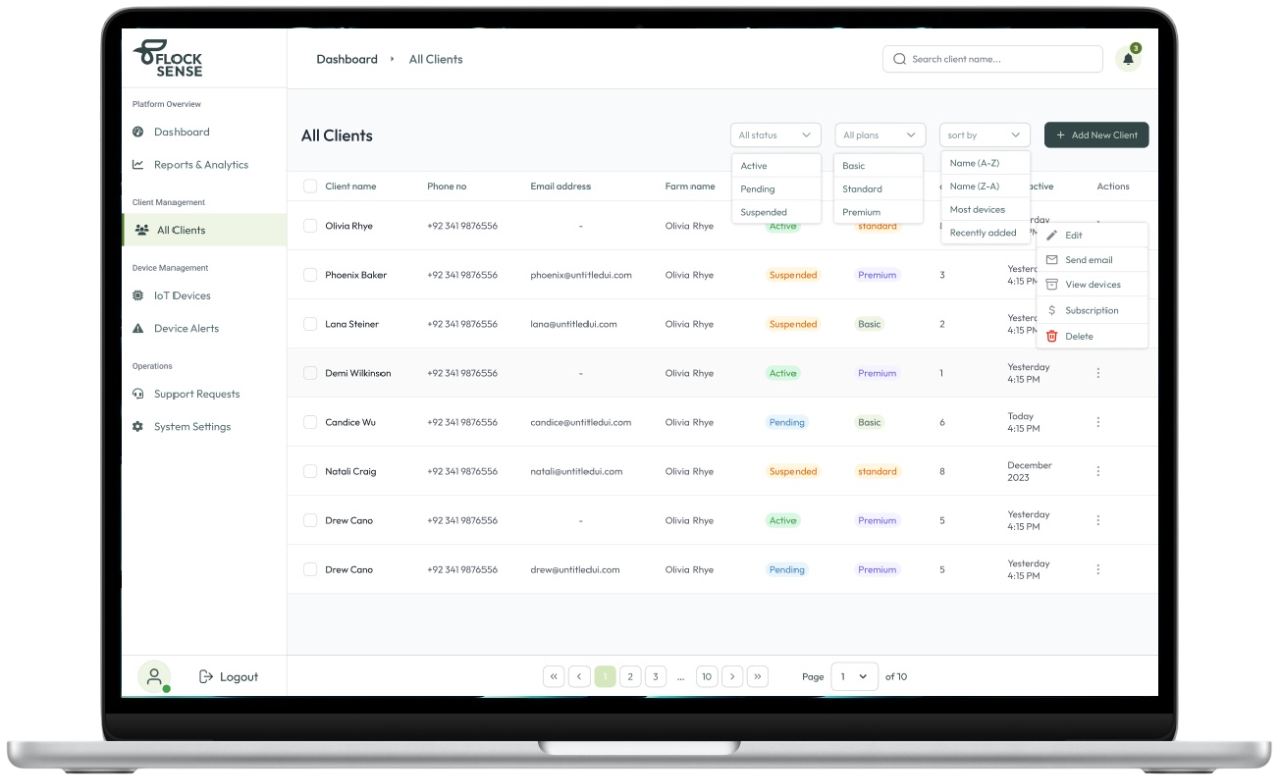 FLOCK
SENSE
Dashboard All Clients
Search client name...
3
Platform Overview
Dashboard
Reports & Analytics
Client Management
All Clients
Device Management
IoT Devices
Device Alerts
Operations
Support Requests
System Settings
Logout
All Clients
All status
All plans
sort by
+ Add New Client
Active
Pending
Suspended
Basic
Standard
Premium
Name (A-Z)
Name (Z-A)
Most devices
Recently added
Client name Phone no Email address Farm name Actions
Olivia Rhye +92 341 9876556 - Olivia Rhye Active standard
Phoenix Baker +92 341 9876556 phoenix@untitledui.com Olivia Rhye Suspended Premium 3
4:15 PM
Lana Steiner +92 341 9876556 lana@untitledui.com Olivia Rhye Suspended Basic 2
4:15 PM
Edit
Send email
View devices
$ Subscription
Delete
Demi Wilkinson +92 341 9876556 - Olivia Rhye Active Premium 1 Yesterday
4:15 PM
Candice Wu +92 341 9876556 candice@untitledui.com Olivia Rhye Pending Basic 6 Today
4:15 PM
Natali Craig +92 341 9876556 natali@untitledui.com Olivia Rhye Suspended standard 8 December
2023
Drew Cano +92 341 9876556 - Olivia Rhye Active Premium 5 Yesterday
4:15 PM
Drew Cano +92 341 9876556 drew@untitledui.com Olivia Rhye Pending Premium 5 Yesterday
4:15 PM
« ‹ 1 2 3 ... 10 › » Page 1 of 10